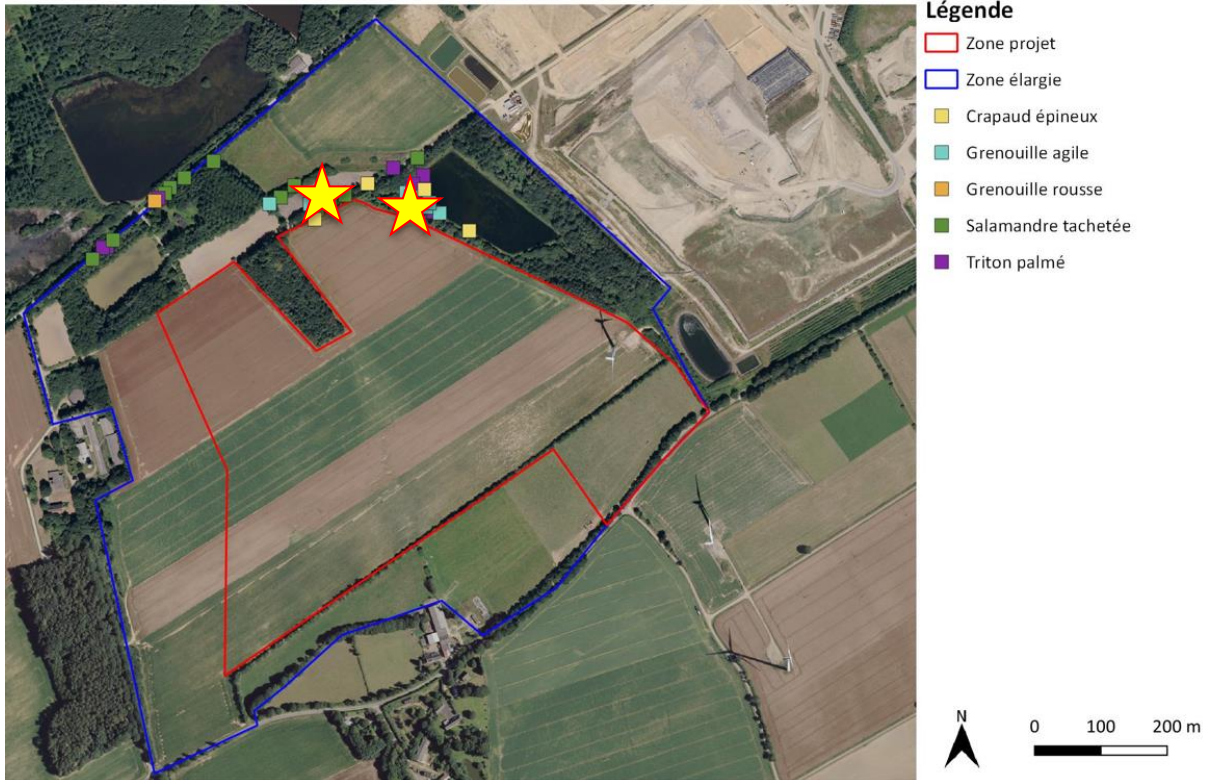 Légende
Zone projet
Zone élargie
Crapaud épineux
Grenouille agile
Grenouille rousse
Salamandre tachetée
Triton palmé
N
0 100 200 m